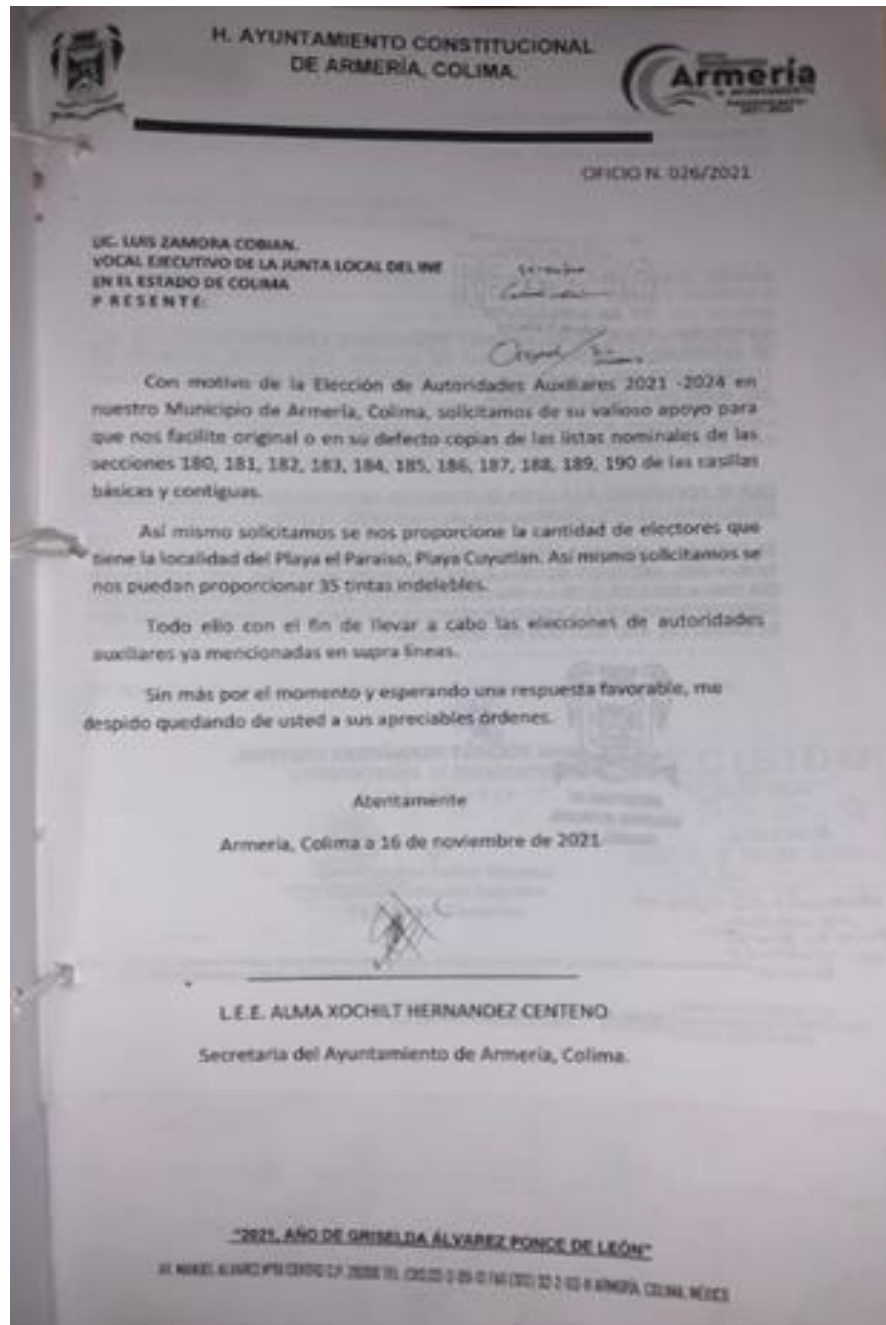 H. AYUNTAMIENTO CONSTITUCIONAL
DE ARMERÍA, COLIMA.
Armería
H. AYUNTAMIENTO
OFICIO N. 026/2021
LIC. LUIS ZAMORA COBIAN.
VOCAL EJECUTIVO DE LA JUNTA LOCAL DEL INE
EN EL ESTADO DE COLIMA
P R E S E N T E:
Con motivo de la Elección de Autoridades Auxiliares 2021 -2024 en
nuestro Municipio de Armería, Colima, solicitamos de su valioso apoyo para
que nos facilite original o en su defecto copias de las listas nominales de las
secciones 180, 181, 182, 183, 184, 185, 186, 187, 188, 189, 190 de las casillas
básicas y contiguas.
Así mismo solicitamos se nos proporcione la cantidad de electores que
tiene la localidad del Playa el Paraiso, Playa Cuyutlan. Así mismo solicitamos se
nos puedan proporcionar 35 tintas indelebles.
Todo ello con el fin de llevar a cabo las elecciones de autoridades
auxiliares ya mencionadas en supra líneas.
Sin más por el momento y esperando una respuesta favorable, me
despido quedando de usted a sus apreciables órdenes.
Atentamente
Armería, Colima a 16 de noviembre de 2021
L.E.E. ALMA XOCHILT HERNANDEZ CENTENO
Secretaria del Ayuntamiento de Armería, Colima.
"2021, AÑO DE GRISELDA ÁLVAREZ PONCE DE LEÓN"
ARMERÍA, COLIMA, MÉXICO